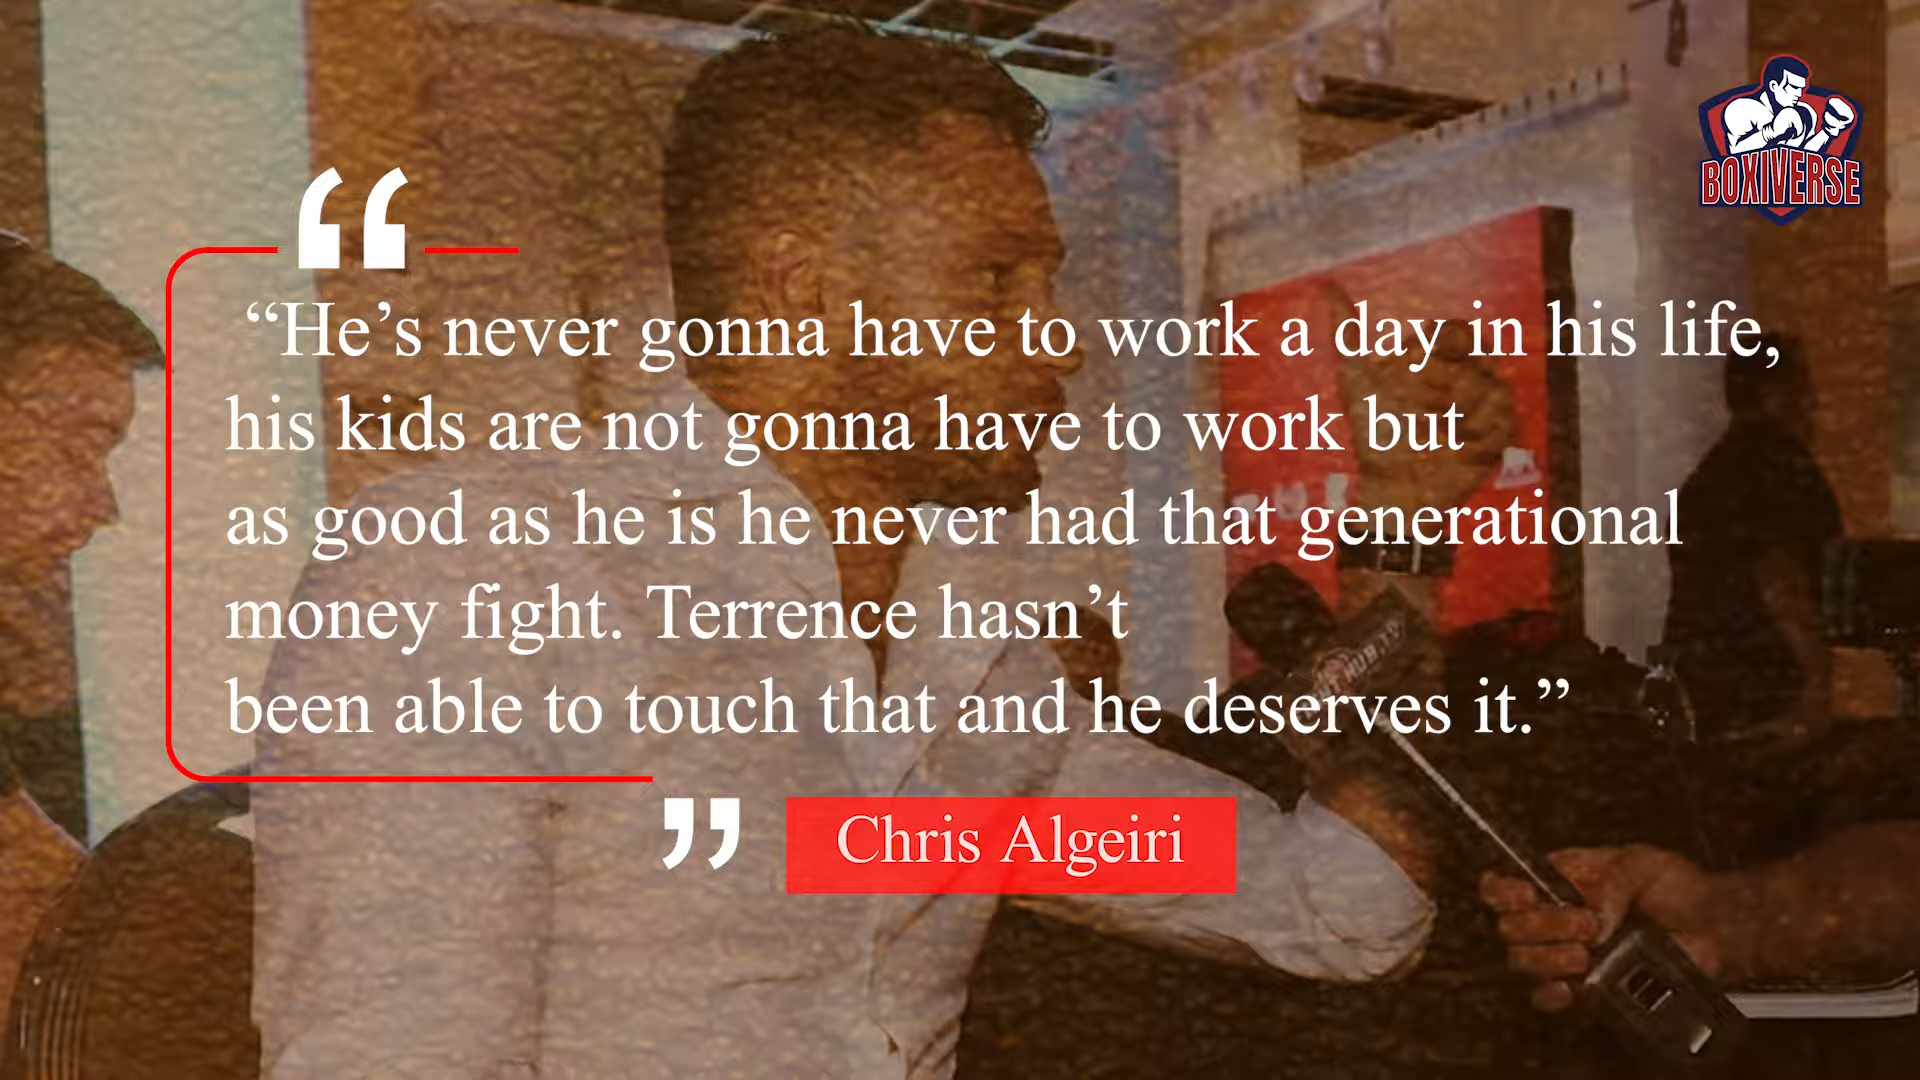 BOXIVERSE
“He’s never gonna have to work a day in his life,
his kids are not gonna have to work but
as good as he is he never had that generational
money fight. Terrence hasn’t
been able to touch that and he deserves it.”
Chris Algeiri